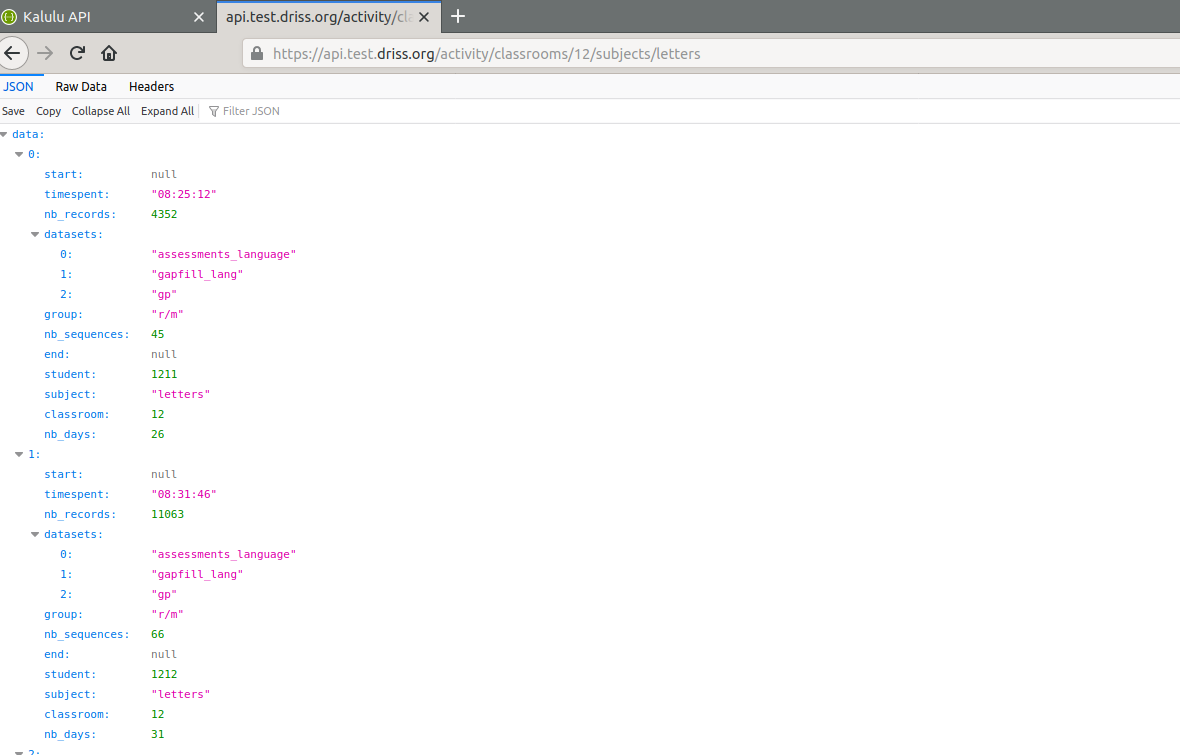 Kalulu API
api.test.driss.org/activity/cl
https://api.test.driss.org/activity/classrooms/12/subjects/letters
JSON Raw Data Headers
Save Copy Collapse All Expand All Filter JSON
data:
0:
start: null
timespent: "08:25:12"
nb_records: 4352
datasets:
0: "assessments_language"
1: "gapfill_lang"
2: "gp"
group: "r/m"
nb_sequences: 45
end: null
student: 1211
subject: "letters"
classroom: 12
nb_days: 26
1:
start: null
timespent: "08:31:46"
nb_records: 11063
datasets:
0: "assessments_language"
1: "gapfill_lang"
2: "gp"
group: "r/m"
nb_sequences: 66
end: null
student: 1212
subject: "letters"
classroom: 12
nb_days: 31
2: